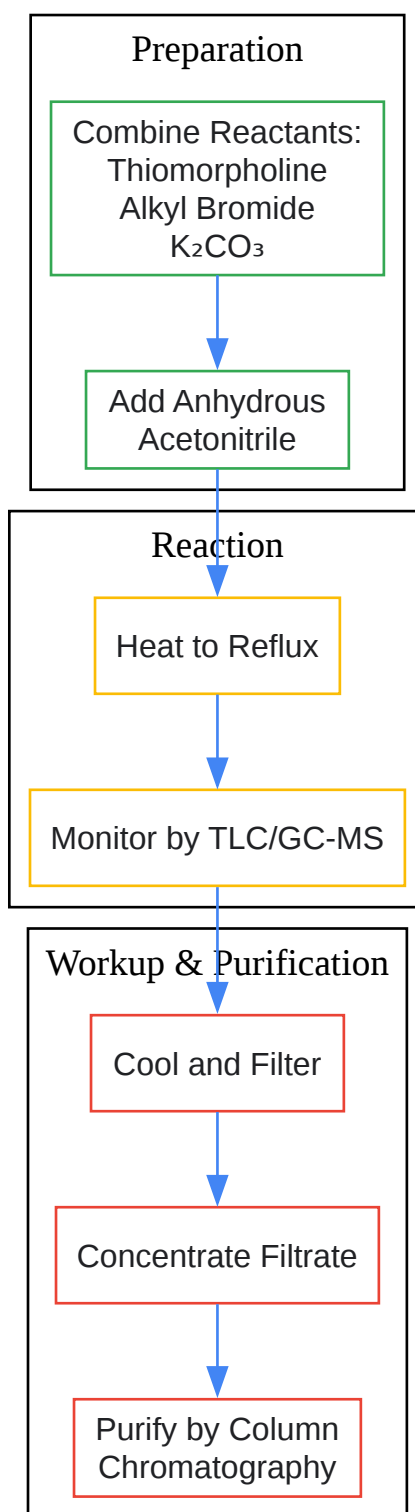 Preparation
Combine Reactants:
Thiomorpholine
Alkyl Bromide
K₂CO₃
Add Anhydrous
Acetonitrile
Reaction
Heat to Reflux
Monitor by TLC/GC-MS
Workup & Purification
Cool and Filter
Concentrate Filtrate
Purify by Column
Chromatography